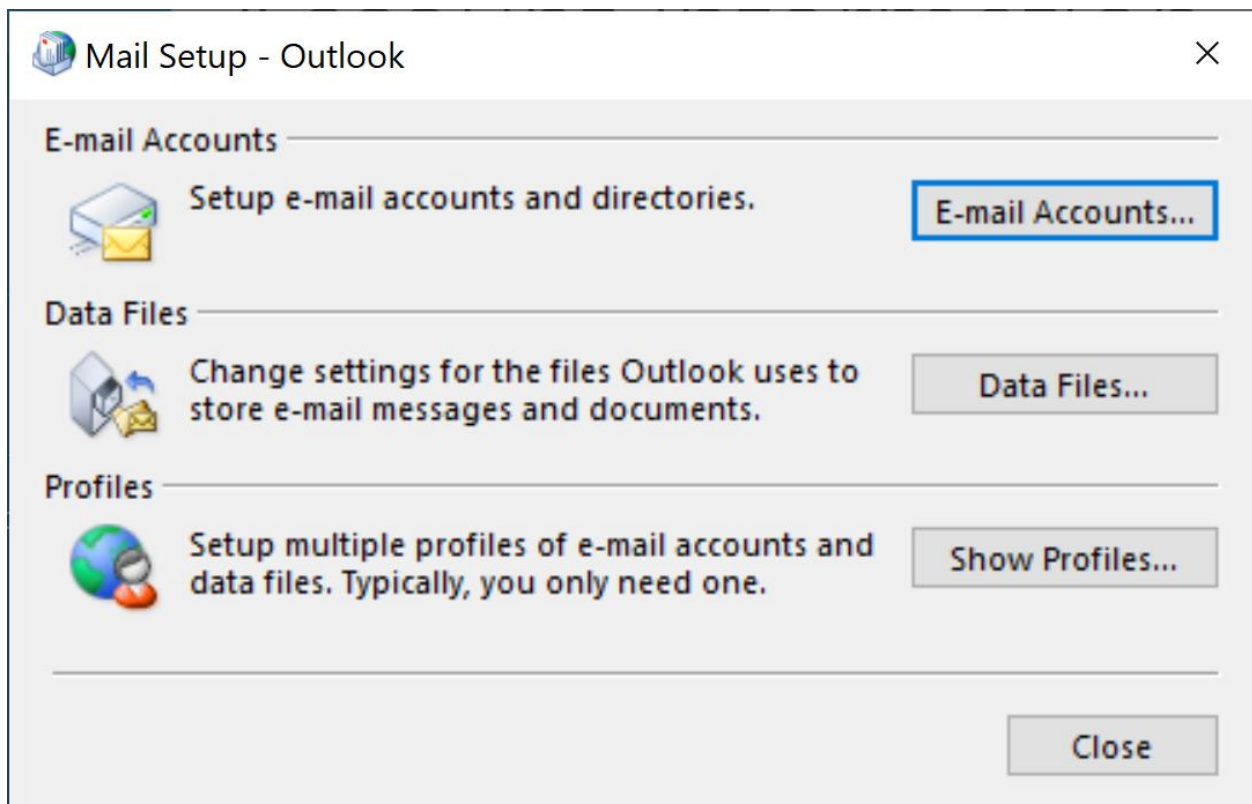 Mail Setup - Outlook
E-mail Accounts
Setup e-mail accounts and directories.
E-mail Accounts...
Data Files
Change settings for the files Outlook uses to
store e-mail messages and documents.
Data Files...
Profiles
Setup multiple profiles of e-mail accounts and
data files. Typically, you only need one.
Show Profiles...
Close